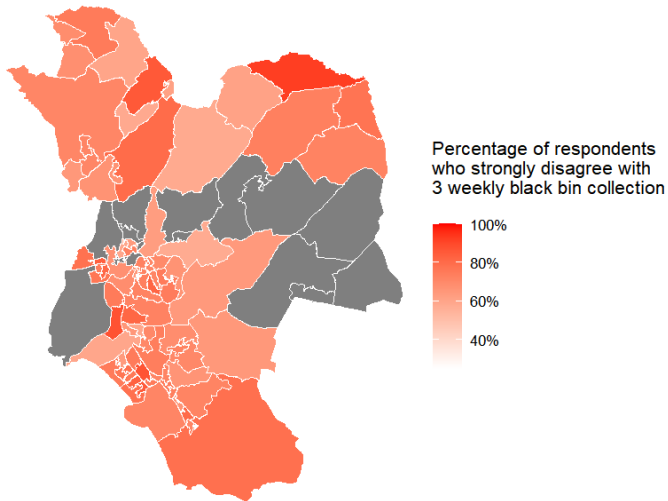 Percentage of respondents
who strongly disagree with
3 weekly black bin collection
100%
80%
60%
40%